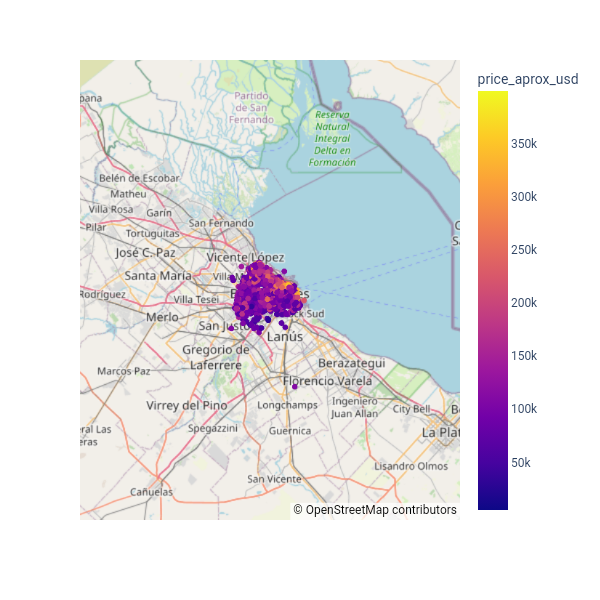 price_aprox_usd
350k
300k
250k
200k
150k
100k
50k
pana
Partido
de San
Fernando
Reserva
Natural
Integral
Delta en
Formación
Belén de Escobar
Matheu
Villa Rosa
Garín
Pilar
Tortuguitas
San Fernando
José C. Paz
Vicente López
Santa María
Rodríguez
Villa Tesei
Merlo
San Justo
ck Sud
Lanús
Gregorio de
Laferrere
Marcos Paz
Berazategui
Florencio Varela
Virrey del Pino
Longchamps
Ingeniero
Juan Allan
City Bell
Spegazzini
Guernica
La Plat
eral Las
eras
Lisandro Olmos
San Vicente
Cañuelas
© OpenStreetMap contributors